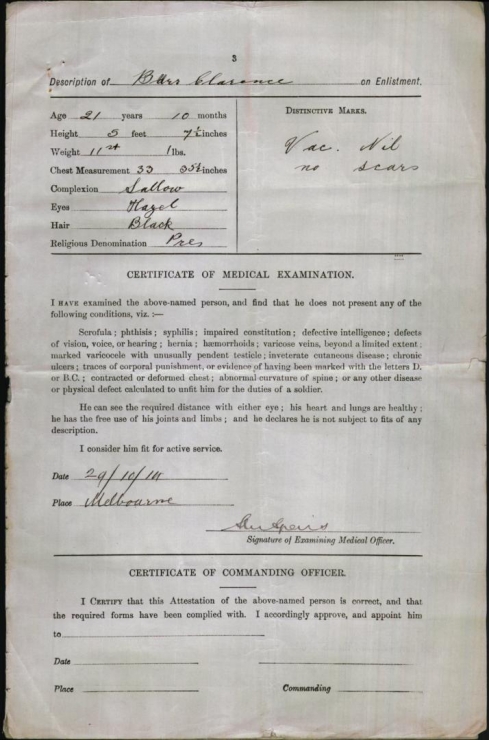 3
Description of Clarance on Enlistment.
Age 21 years 10 months
Height 5 feet 7½ inches
Weight 11 st lbs.
Chest Measurement 33 35½ inches
Complexion Sallow
Eyes Hazel
Hair Black
Religious Denomination Pres
DISTINCTIVE MARKS.
Vac. Nil
no scars
CERTIFICATE OF MEDICAL EXAMINATION.
I HAVE examined the above-named person, and find that he does not present any of the
following conditions, viz. :—
Scrofula ; phthisis ; syphilis ; impaired constitution ; defective intelligence ; defects
of vision, voice, or hearing ; hernia ; hæmorrhoids ; varicose veins, beyond a limited extent ;
marked varicocele with unusually pendent testicle ; inveterate cutaneous disease ; chronic
ulcers ; traces of corporal punishment, or evidence of having been marked with the letters D.
or B.C. ; contracted or deformed chest ; abnormal curvature of spine ; or any other disease
or physical defect calculated to unfit him for the duties of a soldier.
He can see the required distance with either eye ; his heart and lungs are healthy ;
he has the free use of his joints and limbs ; and he declares he is not subject to fits of any
description.
I consider him fit for active service.
Date 29/10/14
Place Melbourne
Signature of Examining Medical Officer.
CERTIFICATE OF COMMANDING OFFICER.
I CERTIFY that this Attestation of the above-named person is correct, and that
the required forms have been complied with. I accordingly approve, and appoint him
to
Date
Place Commanding